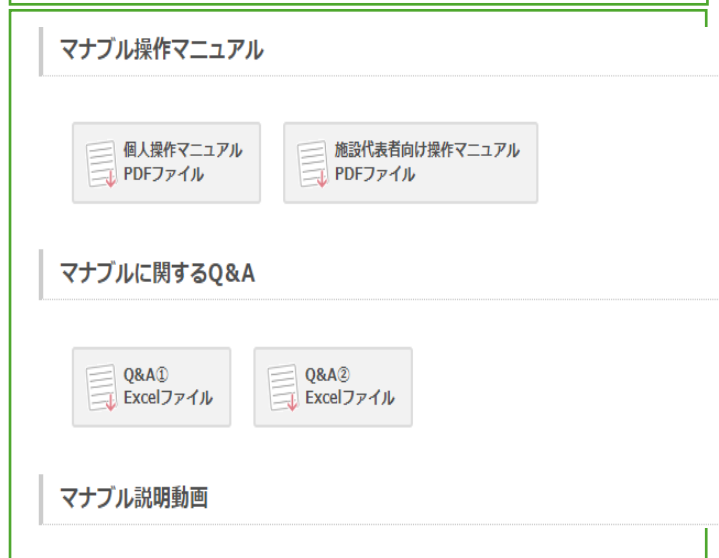 マナブル操作マニュアル
個人操作マニュアル
PDFファイル
施設代表者向け操作マニュアル
PDFファイル
マナブルに関するQ&A
Q&A①
Excelファイル
Q&A②
Excelファイル
マナブル説明動画